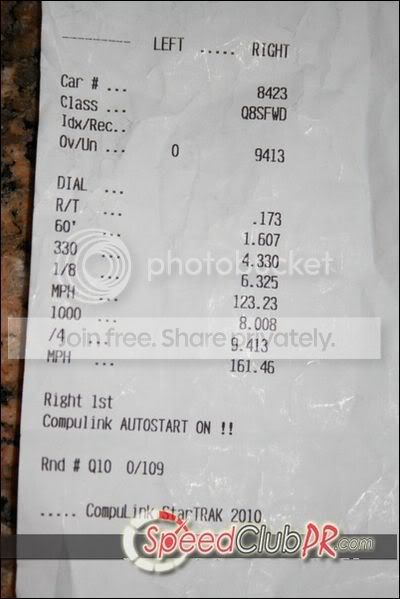 ---------- LEFT ..... RiGHT
Car # ... 8423
Class ... Q8SFWD
Idx/Rec..
Ov/Un ... 0 9413
DIAL ...
R/T ... .173
60' ... 1.607
330 ... 4.330
1/8 ... 6.325
MPH ... 123.23
1000 ... 8.008
/4 ... 9.413
MPH ... 161.46
Right 1st
Compulink AUTOSTART ON !!
Rnd # Q10 0/109
..... CompuLink StarTRAK 2010
photobucket
Join free. Share privately.
SpeedClubPR.com